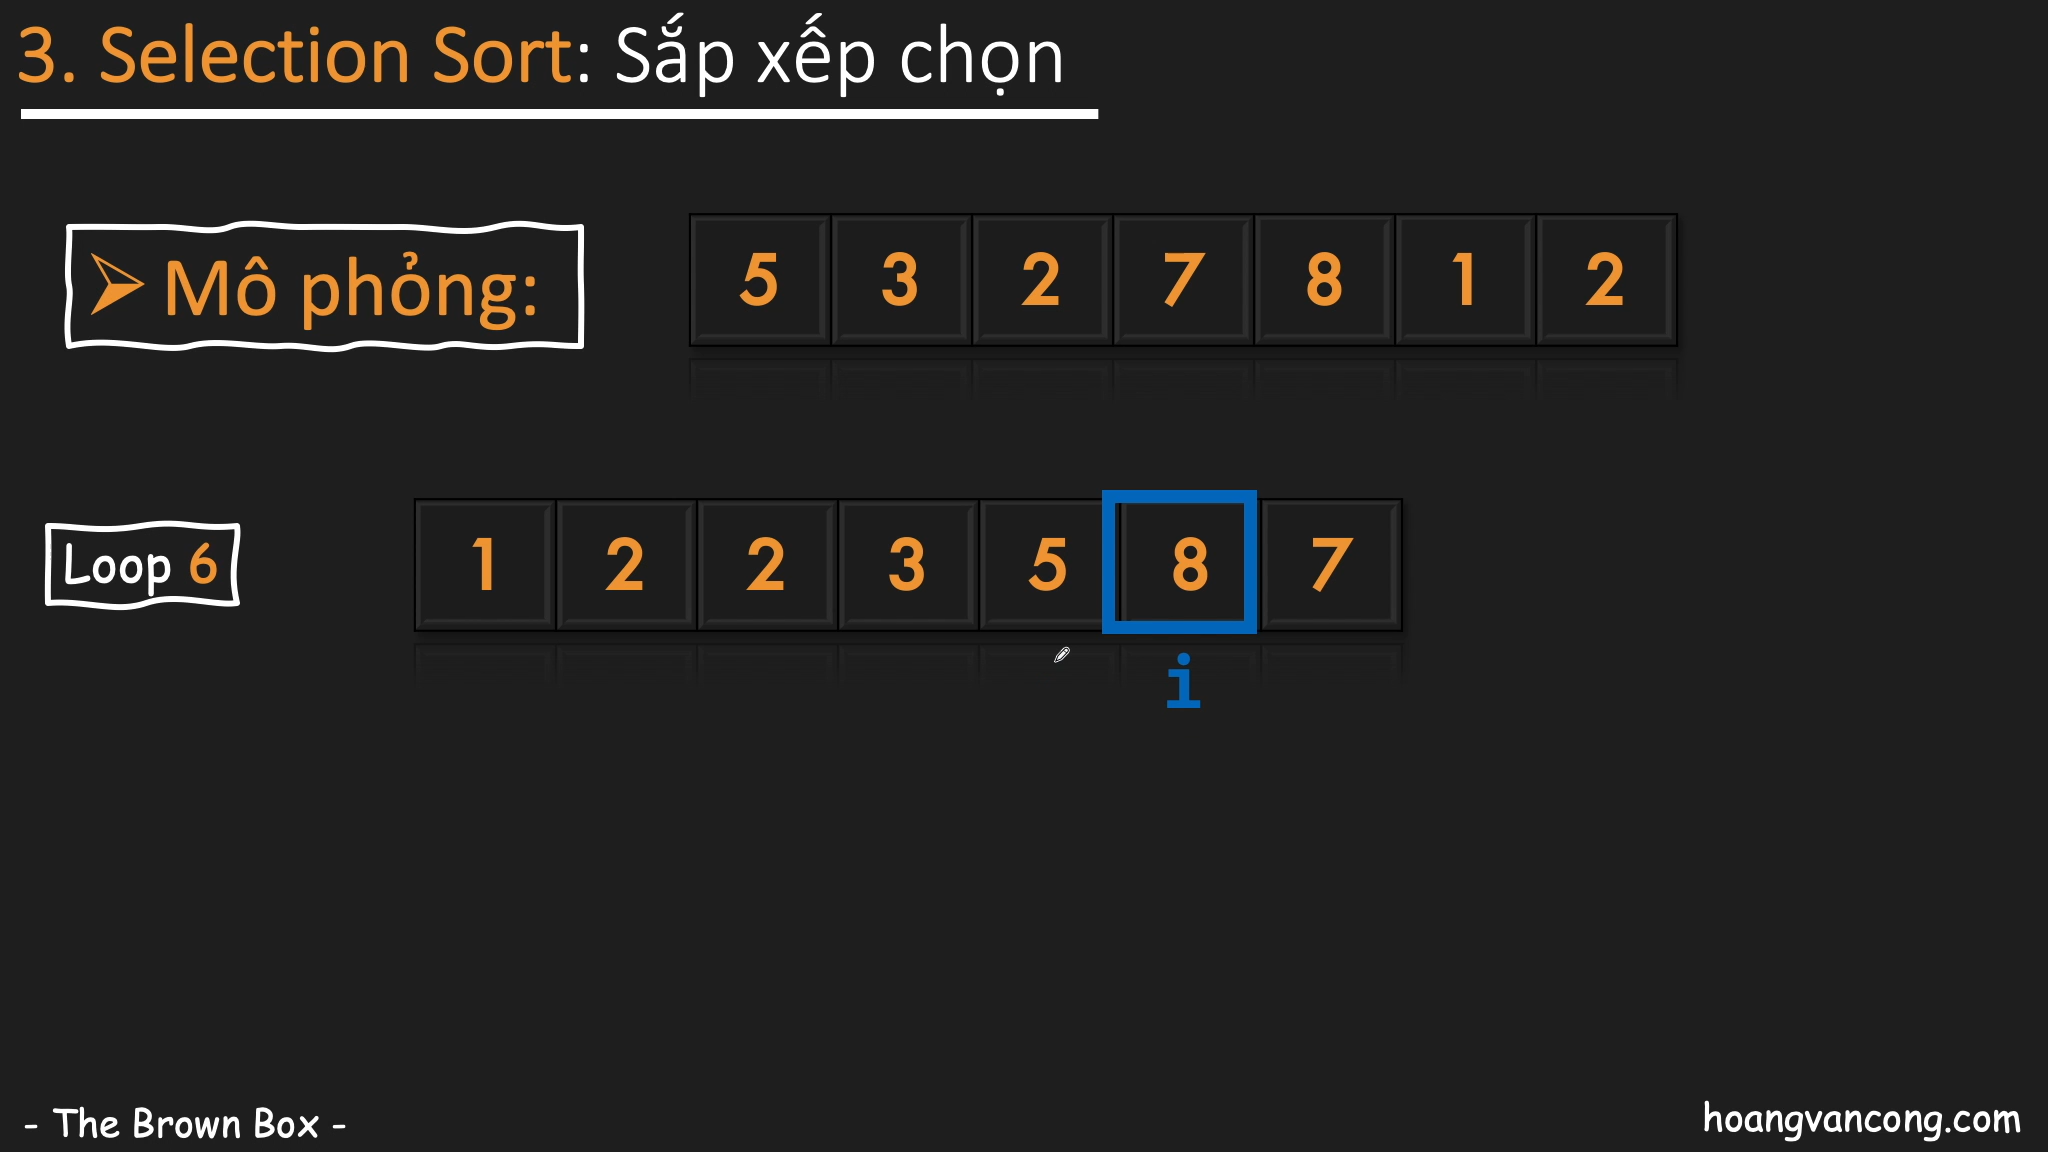 3. Selection Sort: Sắp xếp chọn
Mô phỏng:
5 3 2 7 8 1 2
Loop 6
1 2 2 3 5 8 7
i
- The Brown Box -
hoangvancong.com